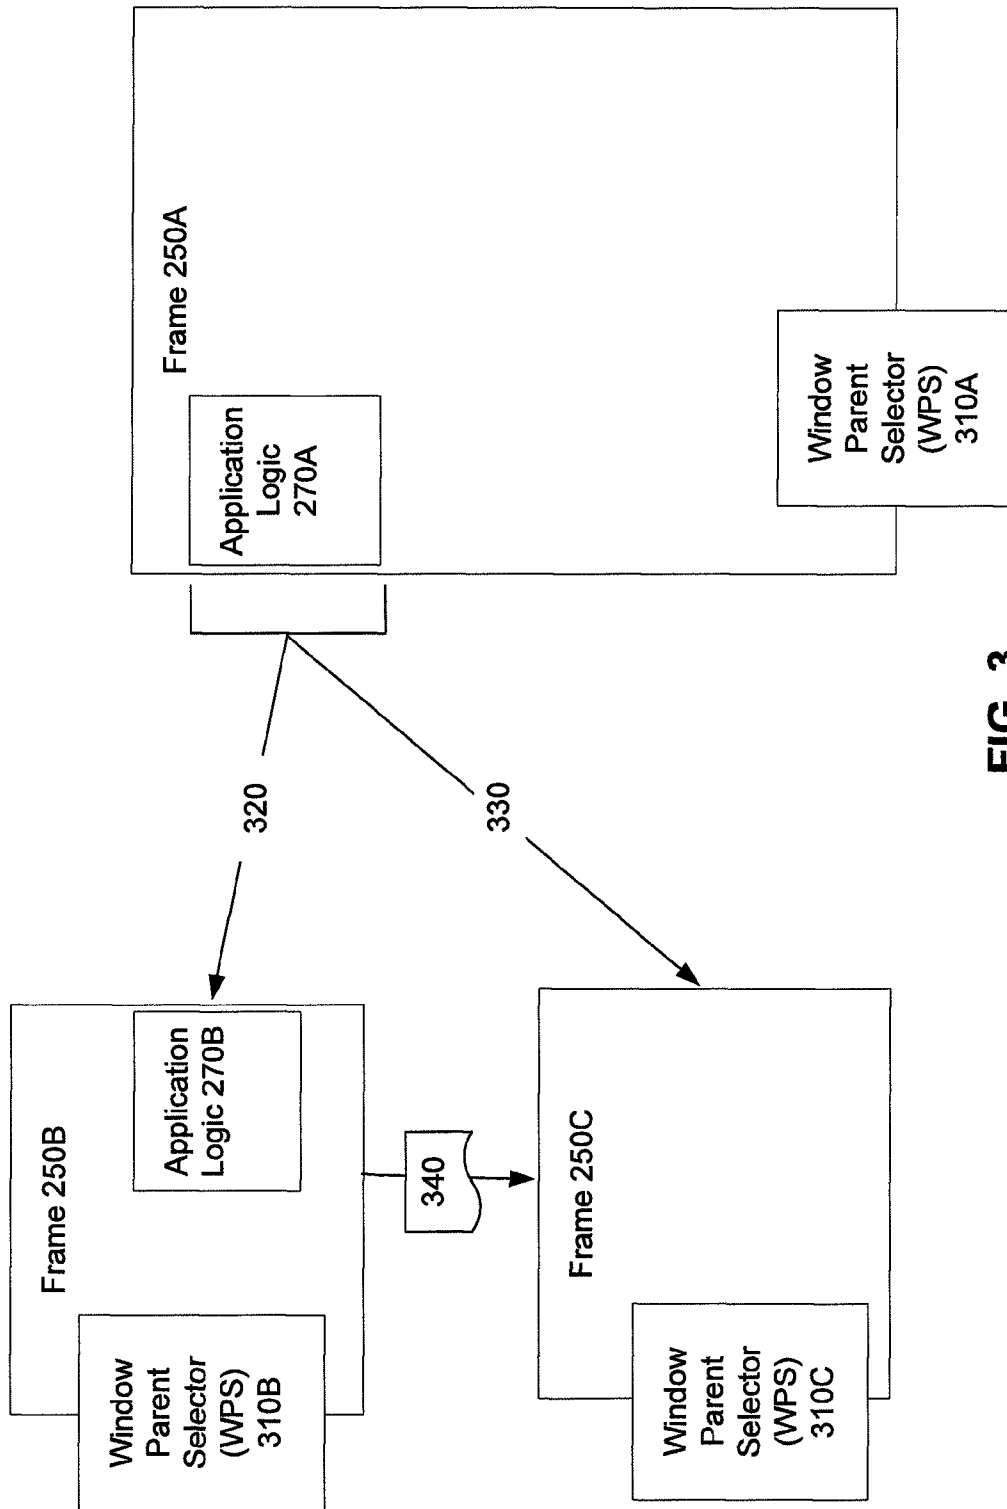 Window
Parent
Selector
(WPS)
310B
Frame 250B
Application
Logic 270B
340
Window
Parent
Selector
(WPS)
310C
Frame 250C
320
330
Frame 250A
Application
Logic
270A
Window
Parent
Selector
(WPS)
310A
FIG. 3